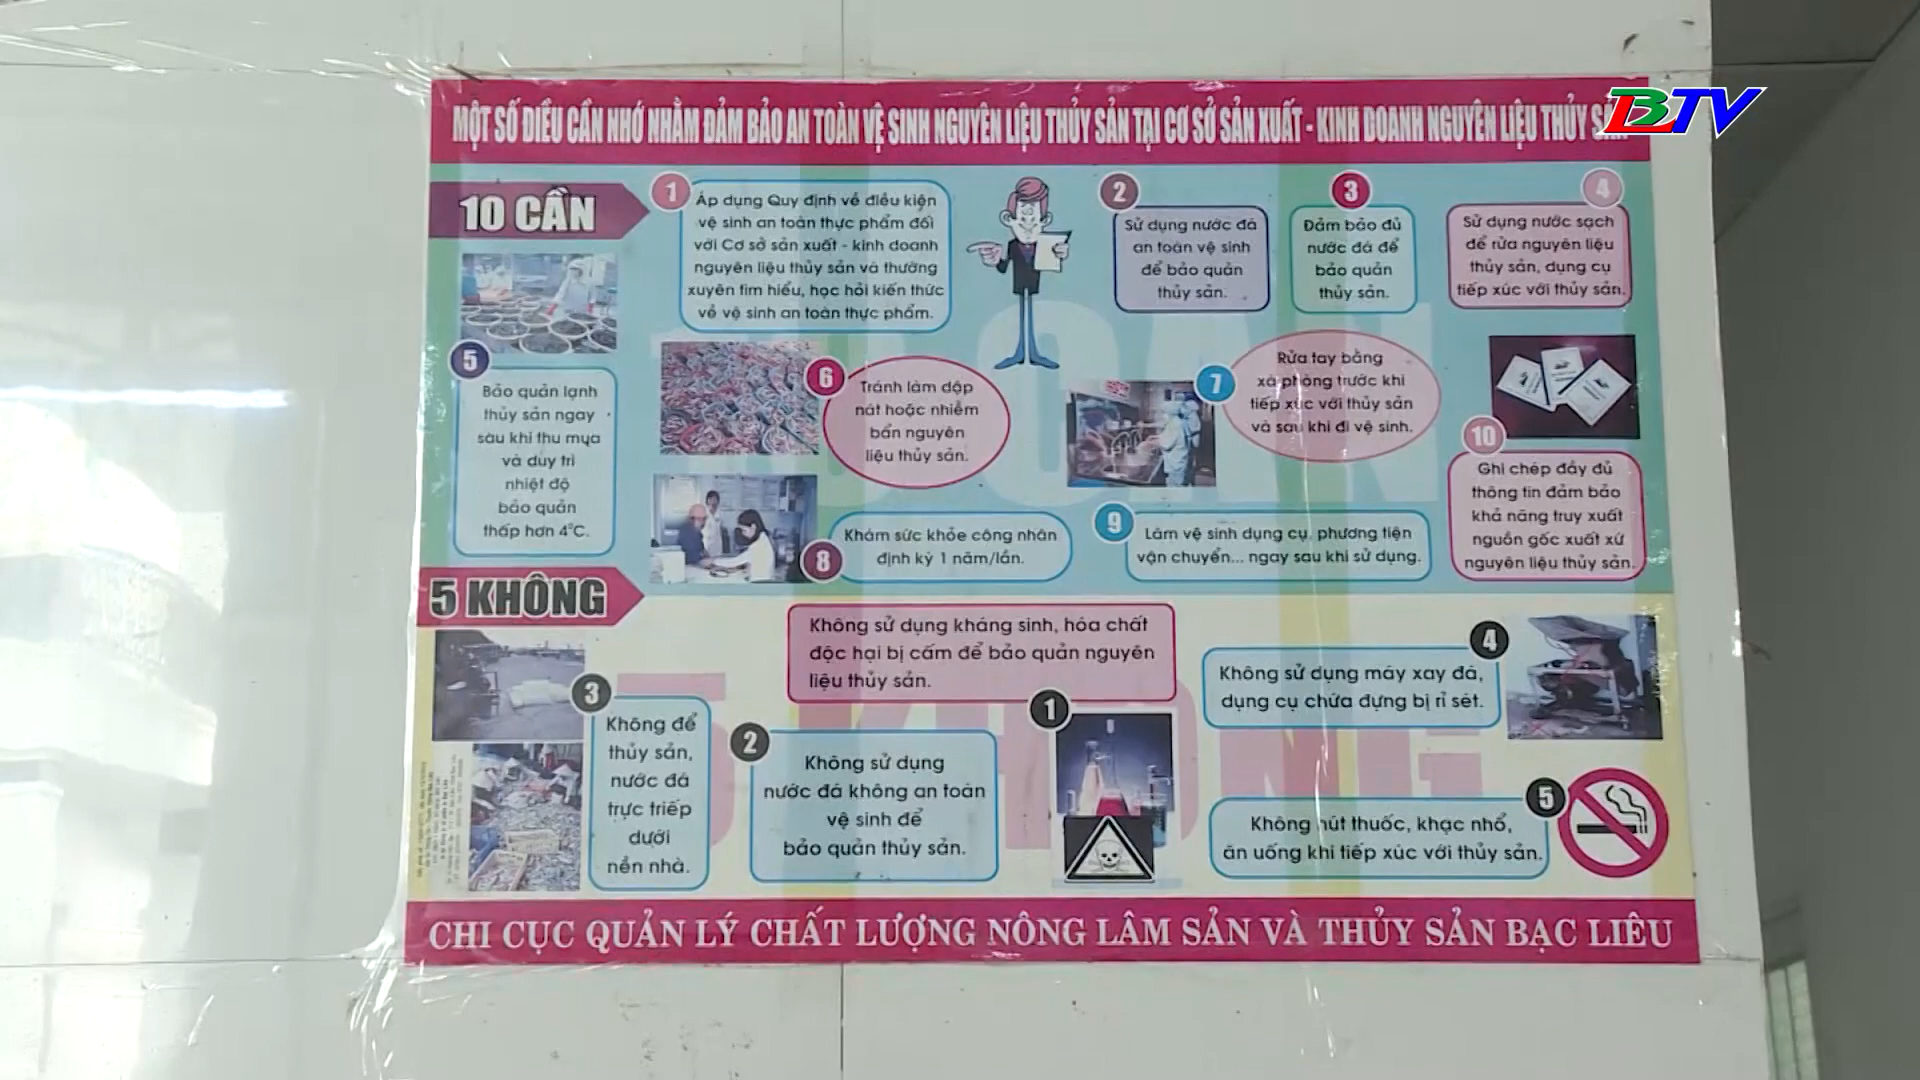 BTV
MỘT SỐ ĐIỀU CẦN NHỚ NHẰM ĐẢM BẢO AN TOÀN VỆ SINH NGUYÊN LIỆU THỦY SẢN TẠI CƠ SỞ SẢN XUẤT - KINH DOANH NGUYÊN LIỆU THỦY SẢN
10 CẦN
1
Áp dụng Quy định về điều kiện
vệ sinh an toàn thực phẩm đối
với Cơ sở sản xuất - kinh doanh
nguyên liệu thủy sản và thường
xuyên tìm hiểu, học hỏi kiến thức
về vệ sinh an toàn thực phẩm.
2
Sử dụng nước đá
an toàn vệ sinh
để bảo quản
thủy sản.
3
Đảm bảo đủ
nước đá để
bảo quản
thủy sản.
4
Sử dụng nước sạch
để rửa nguyên liệu
thủy sản, dụng cụ
tiếp xúc với thủy sản.
5
Bảo quản lạnh
thủy sản ngay
sau khi thu mua
và duy trì
nhiệt độ
bảo quản
thấp hơn 4°C.
6
Tránh làm dập
nát hoặc nhiễm
bẩn nguyên
liệu thủy sản.
7
Rửa tay bằng
xà phòng trước khi
tiếp xúc với thủy sản
và sau khi đi vệ sinh.
8
Khám sức khỏe công nhân
định kỳ 1 năm/lần.
9
Làm vệ sinh dụng cụ, phương tiện
vận chuyển... ngay sau khi sử dụng.
10
Ghi chép đầy đủ
thông tin đảm bảo
khả năng truy xuất
nguồn gốc xuất xứ
nguyên liệu thủy sản.
5 KHÔNG
Không sử dụng kháng sinh, hóa chất
độc hại bị cấm để bảo quản nguyên
liệu thủy sản.
1
2
Không sử dụng
nước đá không an toàn
vệ sinh để
bảo quản thủy sản.
3
Không để
thủy sản,
nước đá
trực triếp
dưới
nền nhà.
4
Không sử dụng máy xay đá,
dụng cụ chứa đựng bị rỉ sét.
5
Không hút thuốc, khạc nhổ,
ăn uống khi tiếp xúc với thủy sản.
CHI CỤC QUẢN LÝ CHẤT LƯỢNG NÔNG LÂM SẢN VÀ THỦY SẢN BẠC LIÊU